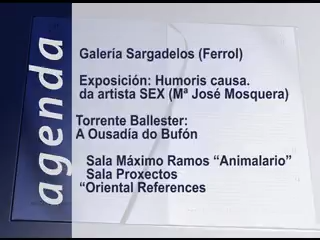 agenda
Galería Sargadelos (Ferrol)
Exposición: Humoris causa.
da artista SEX (Mª José Mosquera)
Torrente Ballester:
A Ousadía do Bufón
Sala Máximo Ramos “Animalario”
Sala Proxectos
“Oriental References